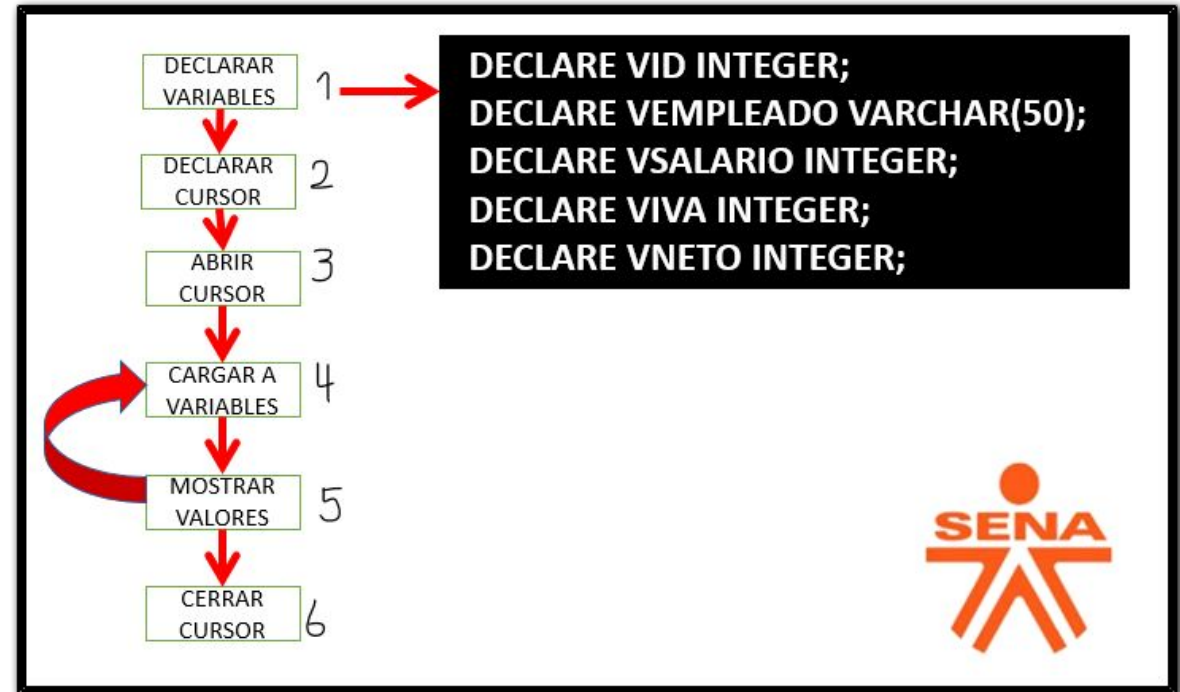 DECLARAR
VARIABLES
1
DECLARE VID INTEGER;
DECLARE VEMPLEADO VARCHAR(50);
DECLARE VSALARIO INTEGER;
DECLARE VIVA INTEGER;
DECLARE VNETO INTEGER;
DECLARAR
CURSOR
2
ABRIR
CURSOR
3
CARGAR A
VARIABLES
4
MOSTRAR
VALORES
5
CERRAR
CURSOR
6
SENA